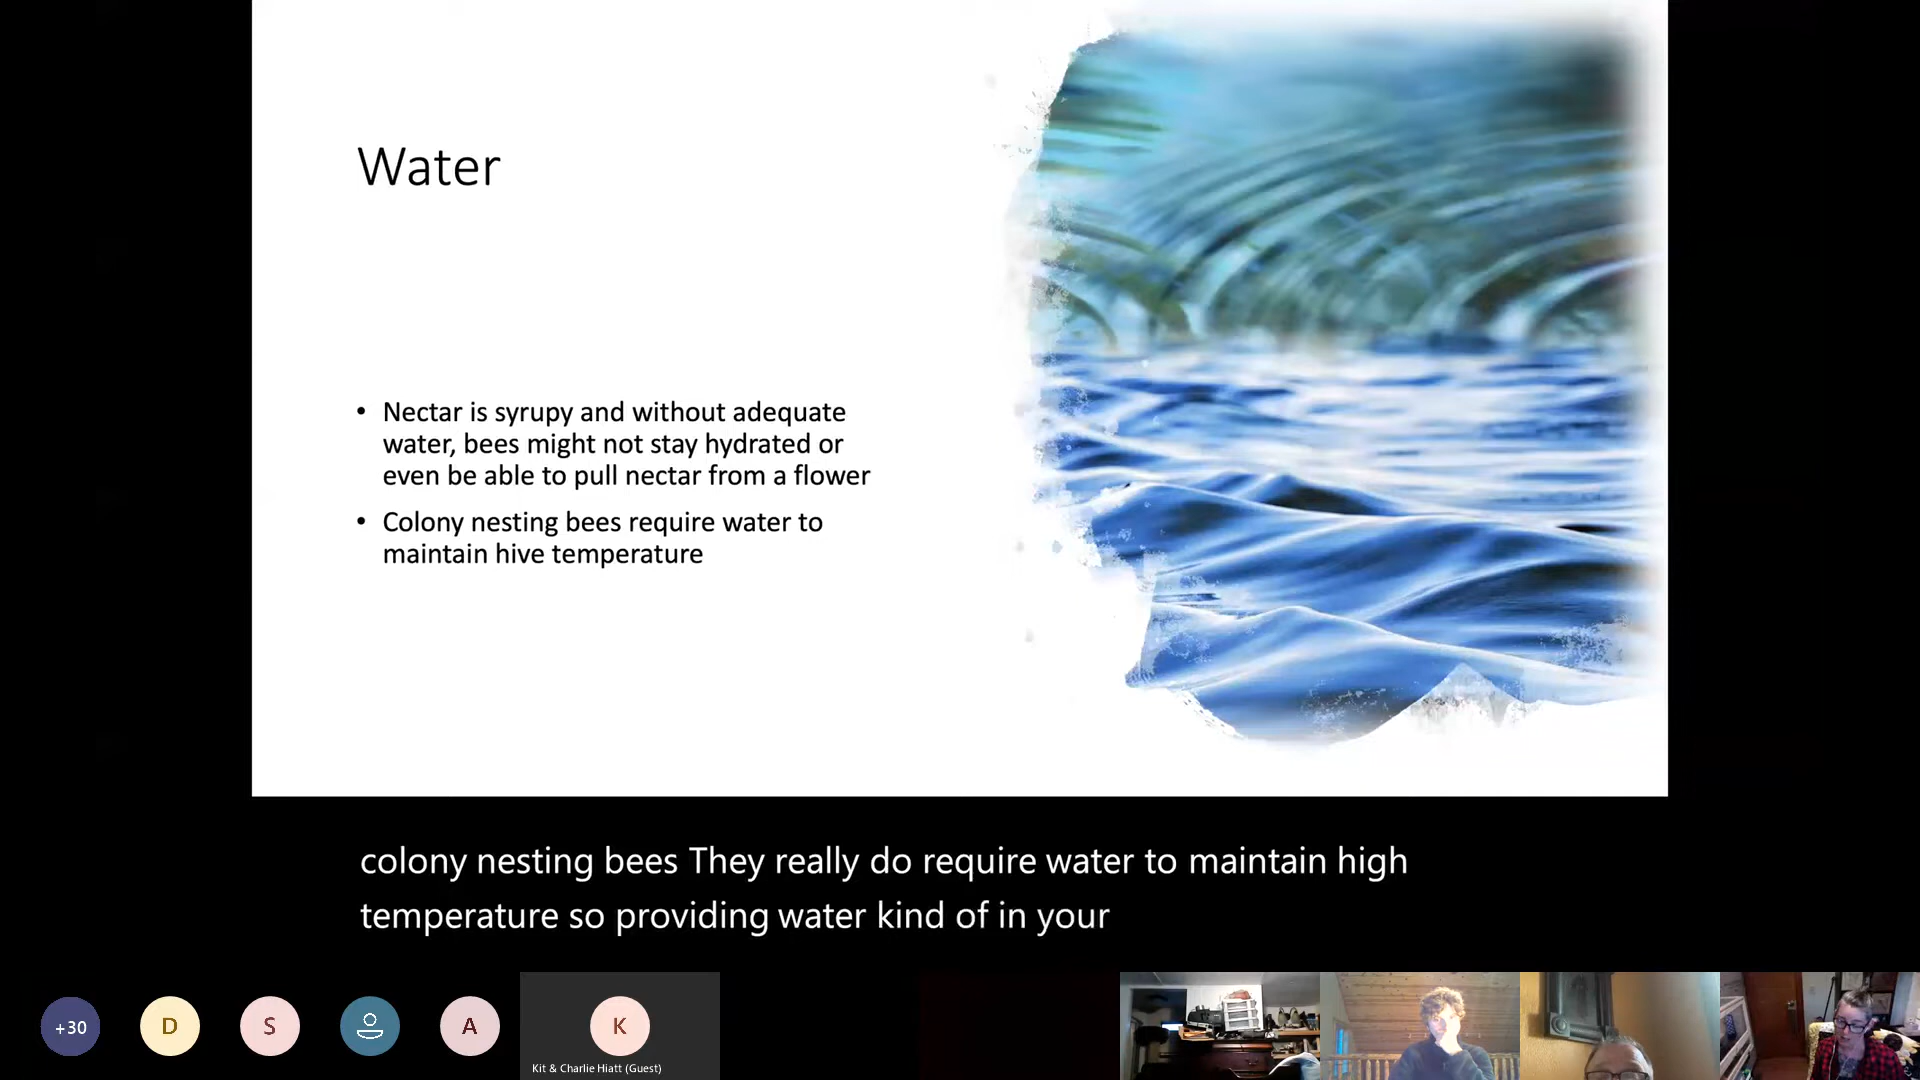 Water
• Nectar is syrupy and without adequate
water, bees might not stay hydrated or
even be able to pull nectar from a flower
• Colony nesting bees require water to
maintain hive temperature
colony nesting bees They really do require water to maintain high
temperature so providing water kind of in your
+30
D
S
A
K
Kit & Charlie Hiatt (Guest)